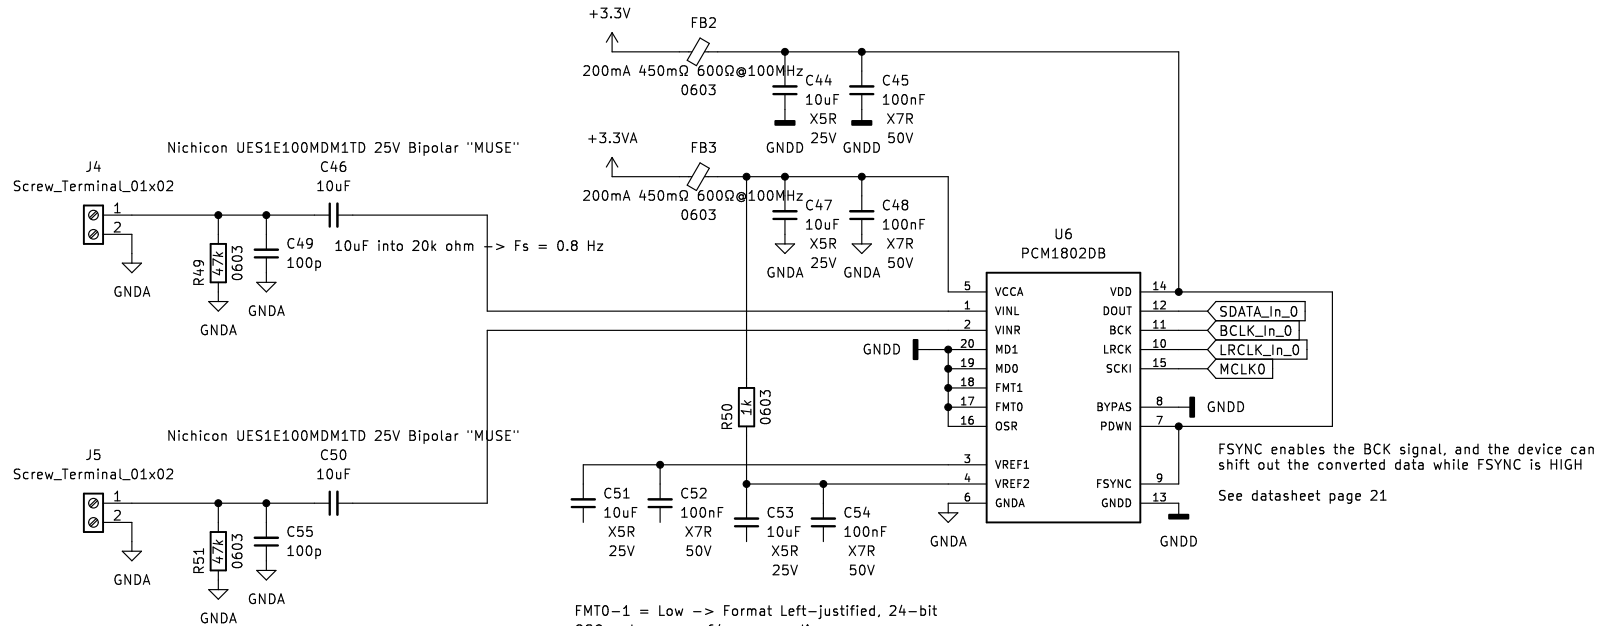 +3.3V
FB2
200mA 450mΩ 600Ω@100MHz
0603
C44
10uF
X5R
25V
GNDD
C45
100nF
X7R
50V
GNDD
+3.3VA
FB3
200mA 450mΩ 600Ω@100MHz
0603
C47
10uF
X5R
25V
GNDA
C48
100nF
X7R
50V
GNDA
Nichicon UES1E100MDM1TD 25V Bipolar "MUSE"
J4
Screw_Terminal_01x02
1
2
GNDA
C46
10uF
R49
47k
0603
GNDA
C49
100p
GNDA
10uF into 20k ohm -> Fs = 0.8 Hz
U6
PCM1802DB
5 VCCA
1 VINL
2 VINR
20 MD1
19 MD0
18 FMT1
17 FMT0
16 OSR
3 VREF1
4 VREF2
6 GNDA
VDD 14
DOUT 12
BCK 11
LRCK 10
SCKI 15
BYPAS 8
PDWN 7
FSYNC 9
GNDD 13
SDATA_In_0
BCLK_In_0
LRCLK_In_0
MCLK0
GNDD
GNDD
GNDD
GNDA
FSYNC enables the BCK signal, and the device can
shift out the converted data while FSYNC is HIGH
See datasheet page 21
R50
1k
0603
Nichicon UES1E100MDM1TD 25V Bipolar "MUSE"
J5
Screw_Terminal_01x02
1
2
GNDA
C50
10uF
R51
47k
0603
GNDA
C55
100p
GNDA
C51
10uF
X5R
25V
C52
100nF
X7R
50V
C53
10uF
X5R
25V
C54
100nF
X7R
50V
FMT0-1 = Low -> Format Left-justified, 24-bit